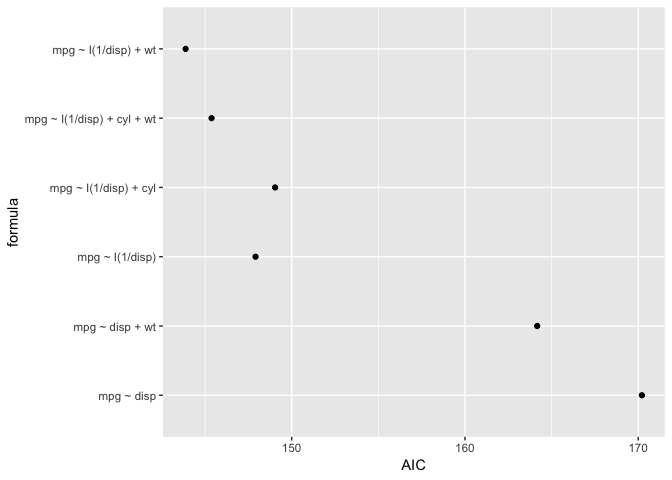 mpg ~ I(1/disp) + wt
mpg ~ I(1/disp) + cyl + wt
mpg ~ I(1/disp) + cyl
mpg ~ I(1/disp)
mpg ~ disp + wt
mpg ~ disp
formula
150 160 170
AIC